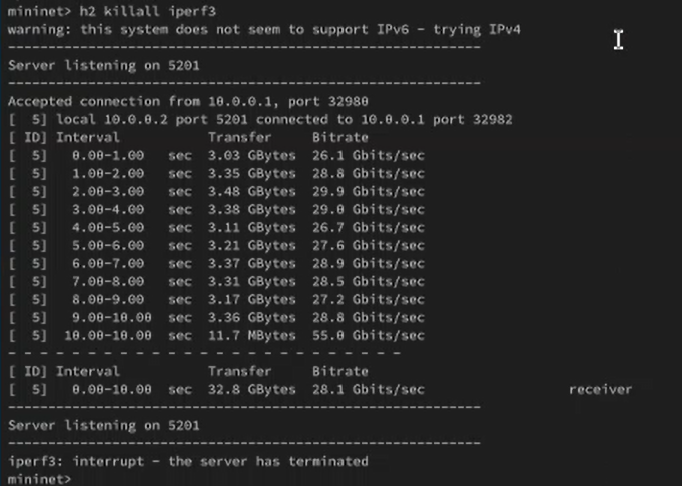 mininet> h2 killall iperf3
warning: this system does not seem to support IPv6 - trying IPv4
-----------------------------------------------------------
Server listening on 5201
-----------------------------------------------------------
Accepted connection from 10.0.0.1, port 32980
[  5] local 10.0.0.2 port 5201 connected to 10.0.0.1 port 32982
[ ID] Interval           Transfer     Bitrate
[  5]   0.00-1.00   sec  3.03 GBytes  26.1 Gbits/sec
[  5]   1.00-2.00   sec  3.35 GBytes  28.8 Gbits/sec
[  5]   2.00-3.00   sec  3.48 GBytes  29.9 Gbits/sec
[  5]   3.00-4.00   sec  3.38 GBytes  29.0 Gbits/sec
[  5]   4.00-5.00   sec  3.11 GBytes  26.7 Gbits/sec
[  5]   5.00-6.00   sec  3.21 GBytes  27.6 Gbits/sec
[  5]   6.00-7.00   sec  3.37 GBytes  28.9 Gbits/sec
[  5]   7.00-8.00   sec  3.31 GBytes  28.5 Gbits/sec
[  5]   8.00-9.00   sec  3.17 GBytes  27.2 Gbits/sec
[  5]   9.00-10.00  sec  3.36 GBytes  28.8 Gbits/sec
[  5]  10.00-10.00  sec  11.7 MBytes  55.0 Gbits/sec
- - - - - - - - - - - - - - - - - - - - - - - - -
[ ID] Interval           Transfer     Bitrate
[  5]   0.00-10.00  sec  32.8 GBytes  28.1 Gbits/sec                  receiver
-----------------------------------------------------------
Server listening on 5201
-----------------------------------------------------------
iperf3: interrupt - the server has terminated
mininet>